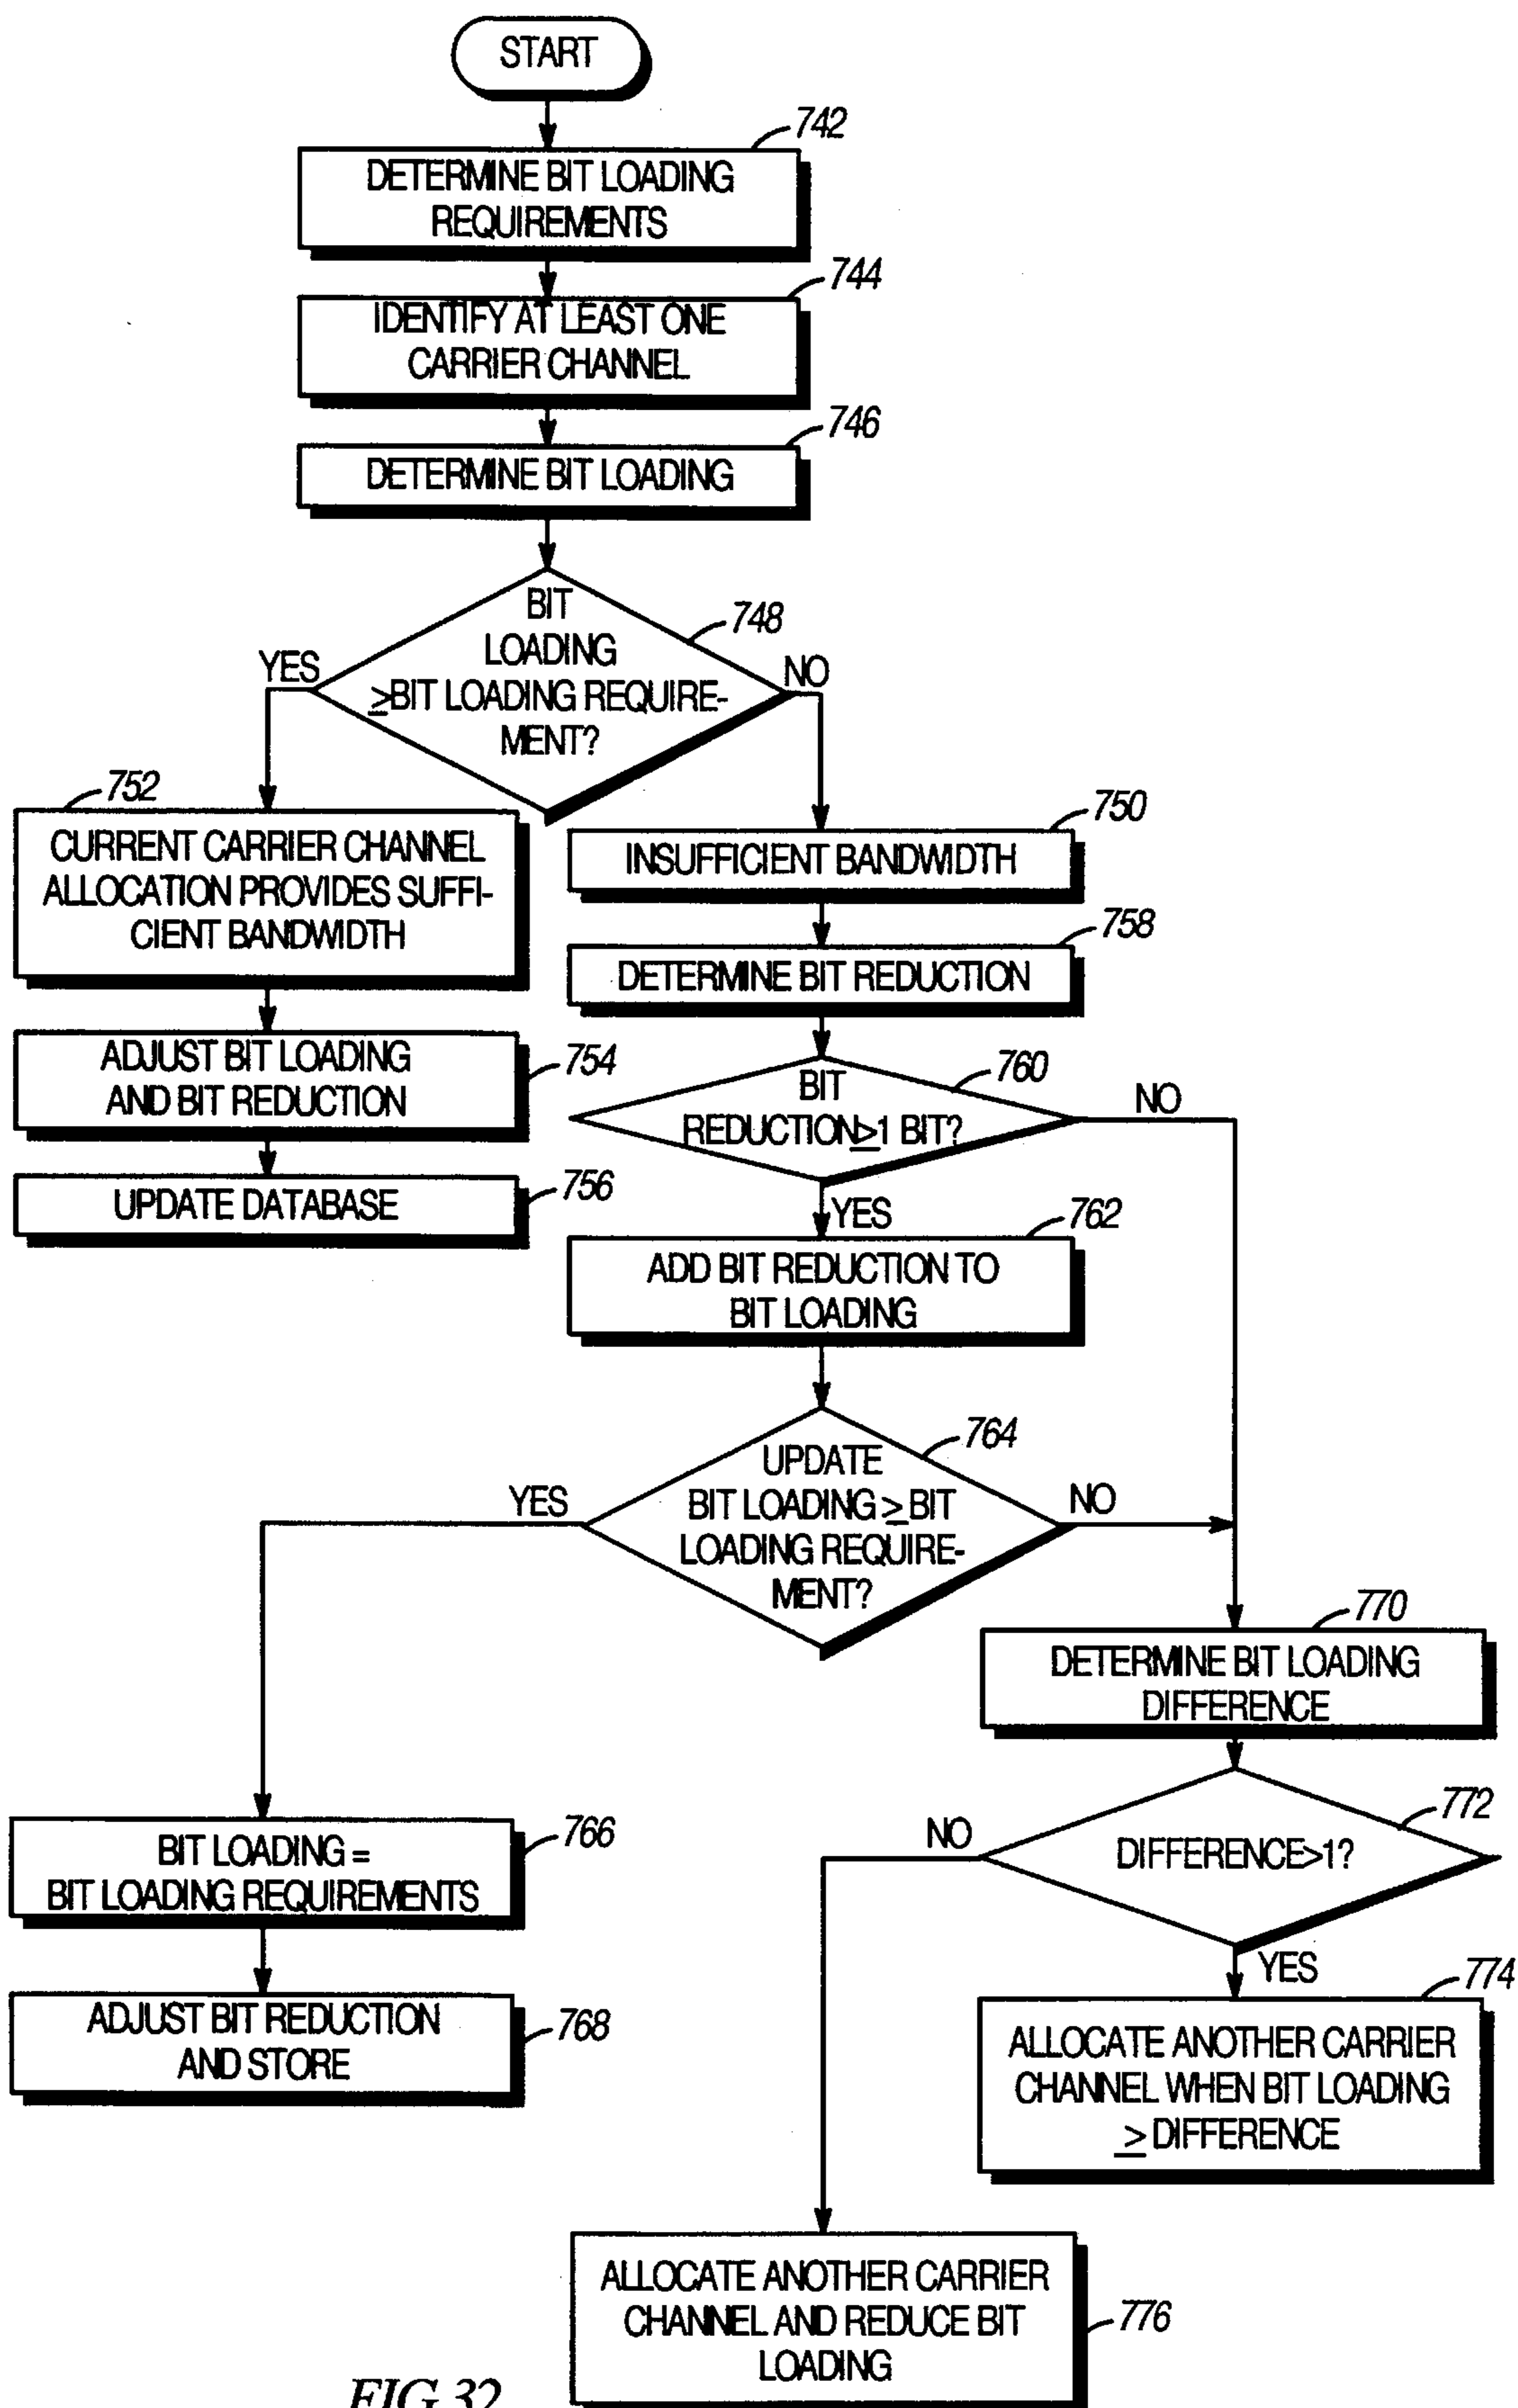 START
742
DETERMINE BIT LOADING
REQUIREMENTS
744
IDENTIFY AT LEAST ONE
CARRIER CHANNEL
746
DETERMINE BIT LOADING
748
BIT
LOADING
≥BIT LOADING REQUIRE-
MENT?
YES
NO
752
CURRENT CARRIER CHANNEL
ALLOCATION PROVIDES SUFFI-
CIENT BANDWIDTH
750
INSUFFICIENT BANDWIDTH
758
DETERMINE BIT REDUCTION
754
ADJUST BIT LOADING
AND BIT REDUCTION
760
BIT
REDUCTION≥1 BIT?
NO
YES
756
UPDATE DATABASE
762
ADD BIT REDUCTION TO
BIT LOADING
764
UPDATE
BIT LOADING ≥ BIT
LOADING REQUIRE-
MENT?
YES
NO
770
DETERMINE BIT LOADING
DIFFERENCE
766
BIT LOADING =
BIT LOADING REQUIREMENTS
772
DIFFERENCE>1?
NO
YES
768
ADJUST BIT REDUCTION
AND STORE
774
ALLOCATE ANOTHER CARRIER
CHANNEL WHEN BIT LOADING
≥ DIFFERENCE
776
ALLOCATE ANOTHER CARRIER
CHANNEL AND REDUCE BIT
LOADING
FIG.32